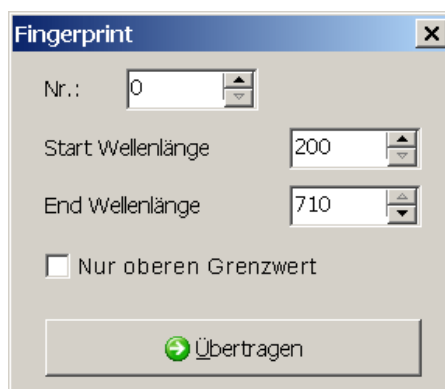 Fingerprint
Nr.: 0
Start Wellenlänge 200
End Wellenlänge 710
Nur oberen Grenzwert
Übertragen